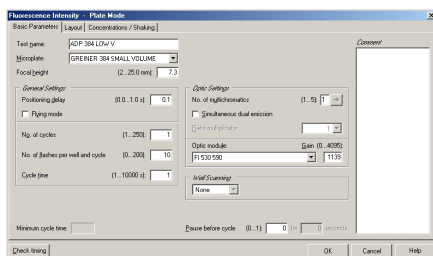 Fluorescence Intensity - Plate Mode
Basic Parameters Layout Concentrations / Shaking
Test name: ADP 384 LOW V
Microplate: GREINER 384 SMALL VOLUME
Focal height (2...25.0 mm): 7.3
Comment
General Settings
Positioning delay (0.0...1.0 s): 0.1
Flying mode
No. of cycles (1...250): 1
No. of flashes per well and cycle (0...200): 10
Cycle time (1...10000 s): 1
Optic Settings
No. of multichromatics (1...5): 1
Simultaneous dual emission
Ratio multiplicator: 1
Optic module: Gain (0...4095):
FI 530 590 1139
Well Scanning
None
Minimum cycle time:
Pause before cycle (0...1): 0 for 0 seconds
Check timing OK Cancel Help